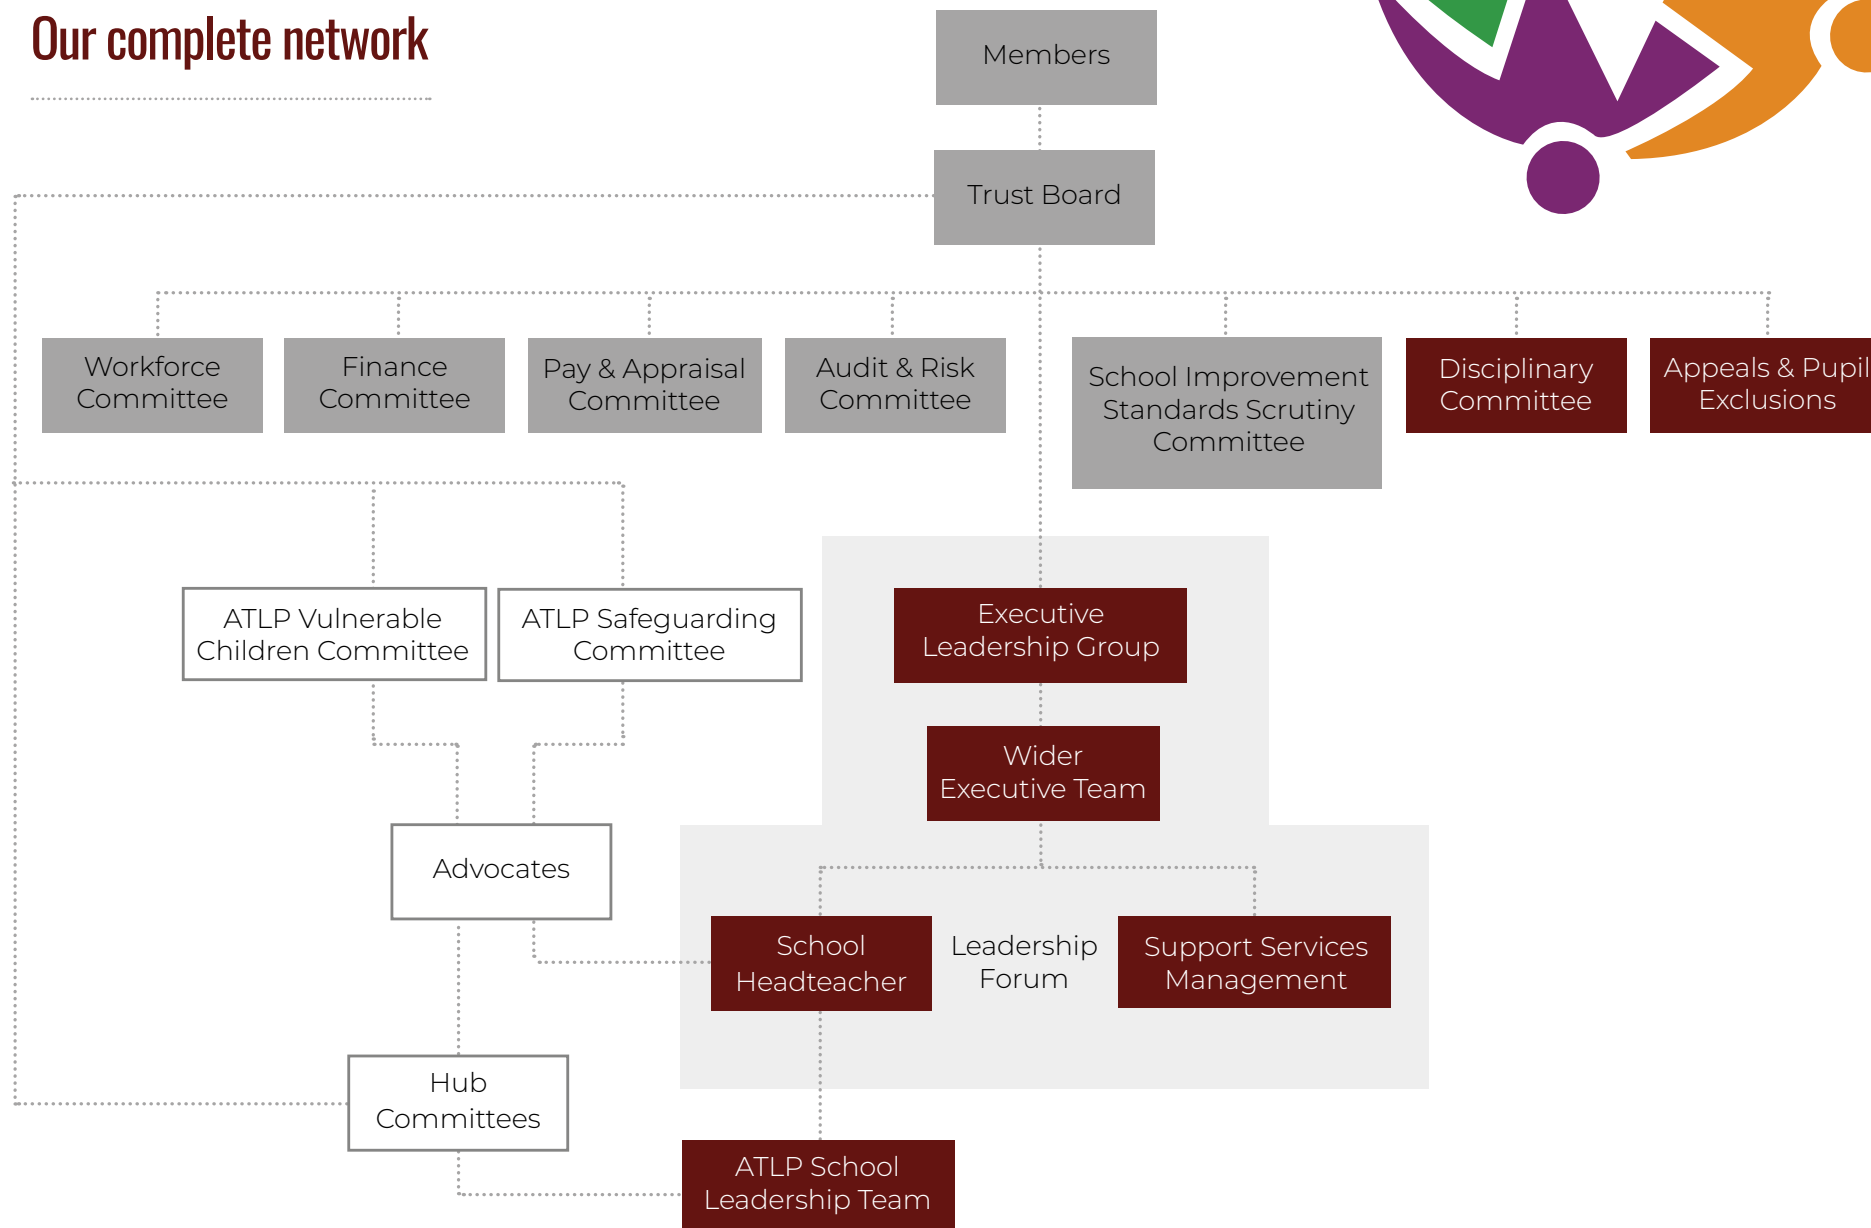 Our complete network
Members
Trust Board
Workforce
Committee
Finance
Committee
Pay & Appraisal
Committee
Audit & Risk
Committee
School Improvement
Standards Scrutiny
Committee
Disciplinary
Committee
Appeals & Pupil
Exclusions
ATLP Vulnerable
Children Committee
ATLP Safeguarding
Committee
Executive
Leadership Group
Wider
Executive Team
Advocates
School
Headteacher
Leadership
Forum
Support Services
Management
Hub
Committees
ATLP School
Leadership Team